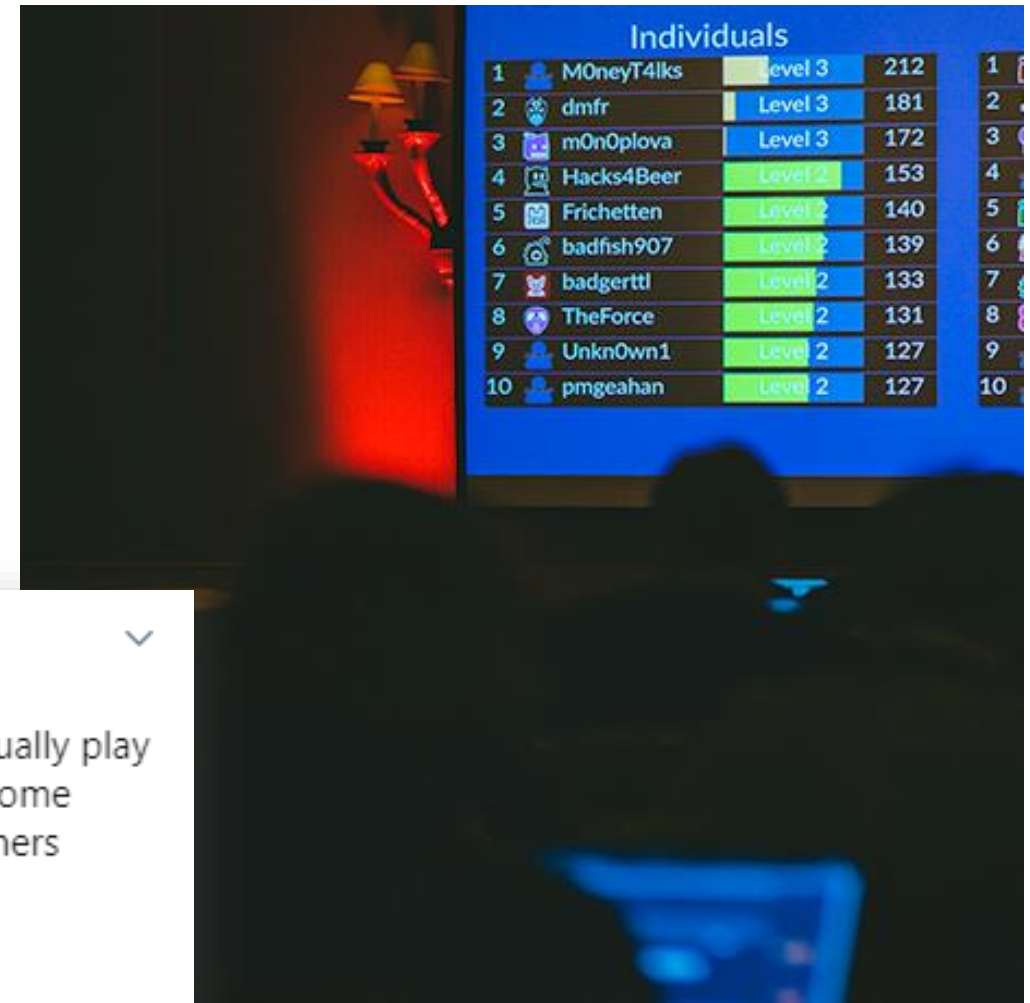 Individuals
1 M0neyT4lks Level 3 212
2 dmfr Level 3 181
3 m0n0plova Level 3 172
4 Hacks4Beer Level 2 153
5 Frichetten Level 2 140
6 badfish907 Level 2 139
7 badgerttl Level 2 133
8 TheForce Level 2 131
9 Unkn0wn1 Level 2 127
10 pmgeahan Level 2 127
1
2
3
4
5
6
7
8
9
10
play